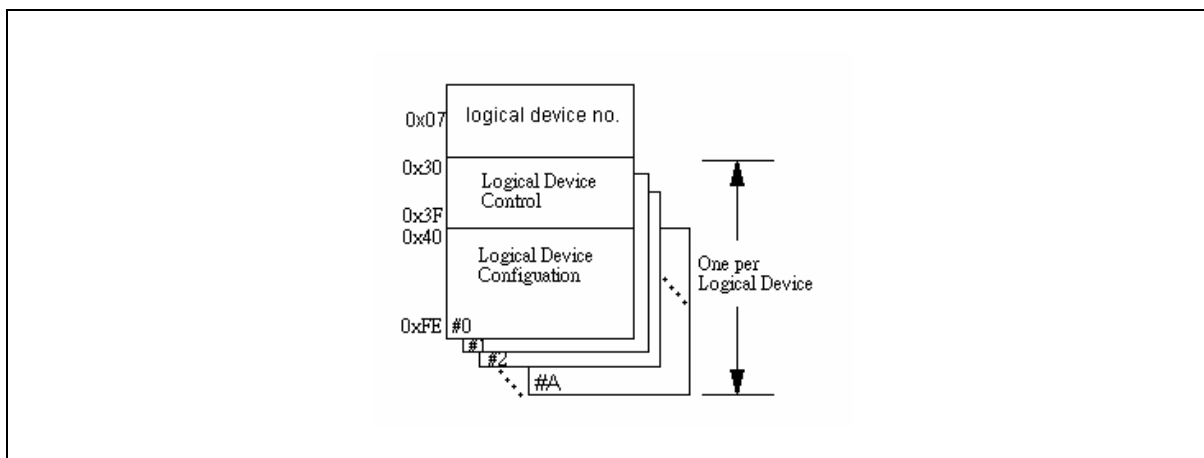 0x07
logical device no.
0x30
Logical Device
Control
0x3F
0x40
Logical Device
Configuation
One per
Logical Device
0xFE
#0
#
#2
#A